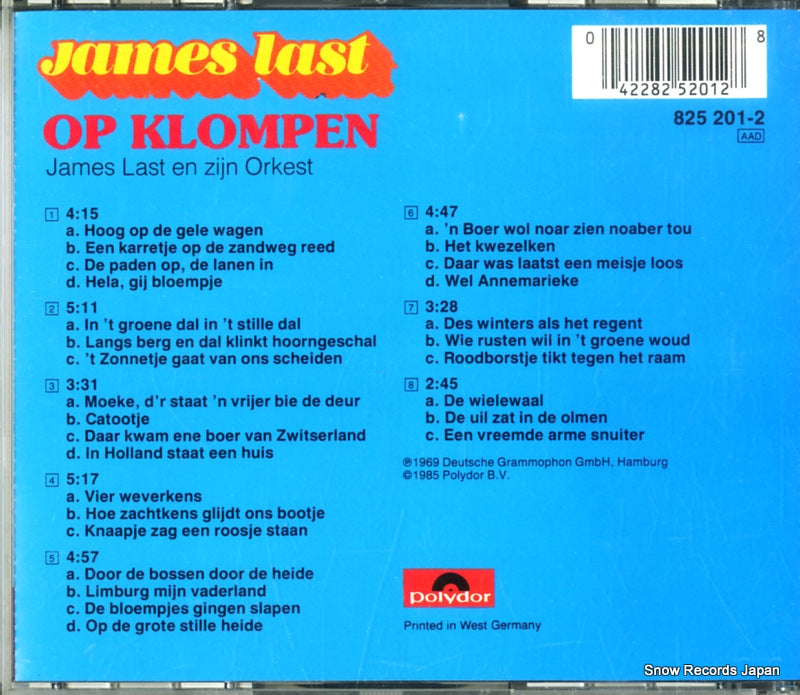 james last
OP KLOMPEN
James Last en zijn Orkest
0 42282 52012 8
825 201-2
AAD
1 4:15
a. Hoog op de gele wagen
b. Een karretje op de zandweg reed
c. De paden op, de lanen in
d. Hela, gij bloempje
2 5:11
a. In 't groene dal in 't stille dal
b. Langs berg en dal klinkt hoorngeschal
c. 't Zonnetje gaat van ons scheiden
3 3:31
a. Moeke, d'r staat 'n vrijer bie de deur
b. Catootje
c. Daar kwam ene boer van Zwitserland
d. In Holland staat een huis
4 5:17
a. Vier weverkens
b. Hoe zachtkens glijdt ons bootje
c. Knaapje zag een roosje staan
5 4:57
a. Door de bossen door de heide
b. Limburg mijn vaderland
c. De bloempjes gingen slapen
d. Op de grote stille heide
6 4:47
a. 'n Boer wol noar zien noaber tou
b. Het kwezelken
c. Daar was laatst een meisje loos
d. Wel Annemarieke
7 3:28
a. Des winters als het regent
b. Wie rusten wil in 't groene woud
c. Roodborstje tikt tegen het raam
8 2:45
a. De wielewaal
b. De uil zat in de olmen
c. Een vreemde arme snuiter
℗1969 Deutsche Grammophon GmbH, Hamburg
©1985 Polydor B.V.
polydor
Printed in West Germany
Snow Records Japan